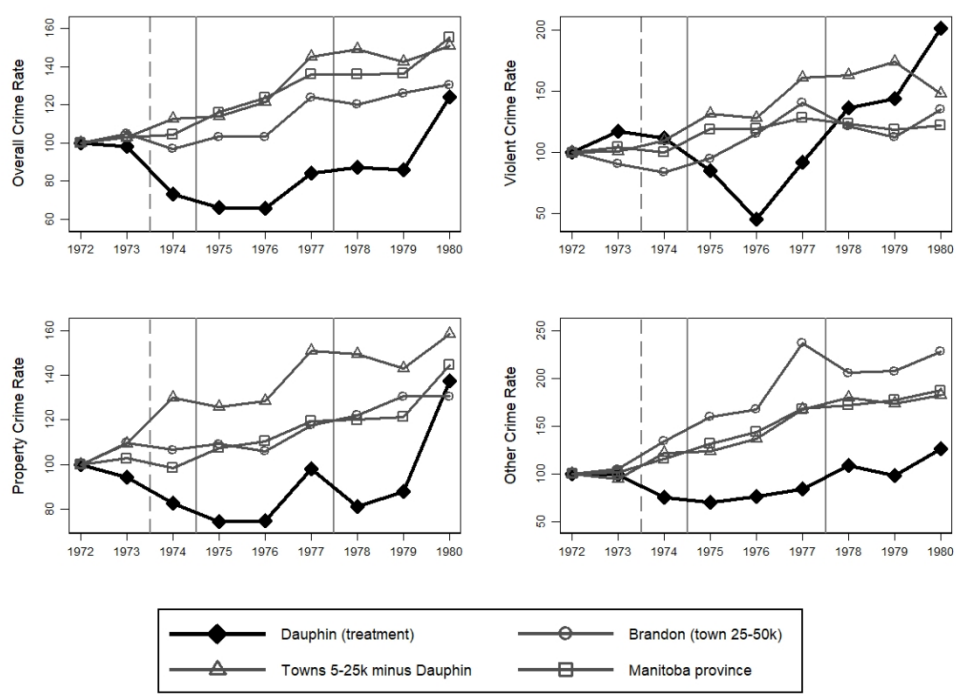 Overall Crime Rate
160
140
120
100
80
60
1972 1973 1974 1975 1976 1977 1978 1979 1980
Violent Crime Rate
200
150
100
50
1972 1973 1974 1975 1976 1977 1978 1979 1980
Property Crime Rate
160
140
120
100
80
1972 1973 1974 1975 1976 1977 1978 1979 1980
Other Crime Rate
250
200
150
100
50
1972 1973 1974 1975 1976 1977 1978 1979 1980
Dauphin (treatment) Brandon (town 25-50k)
Towns 5-25k minus Dauphin Manitoba province